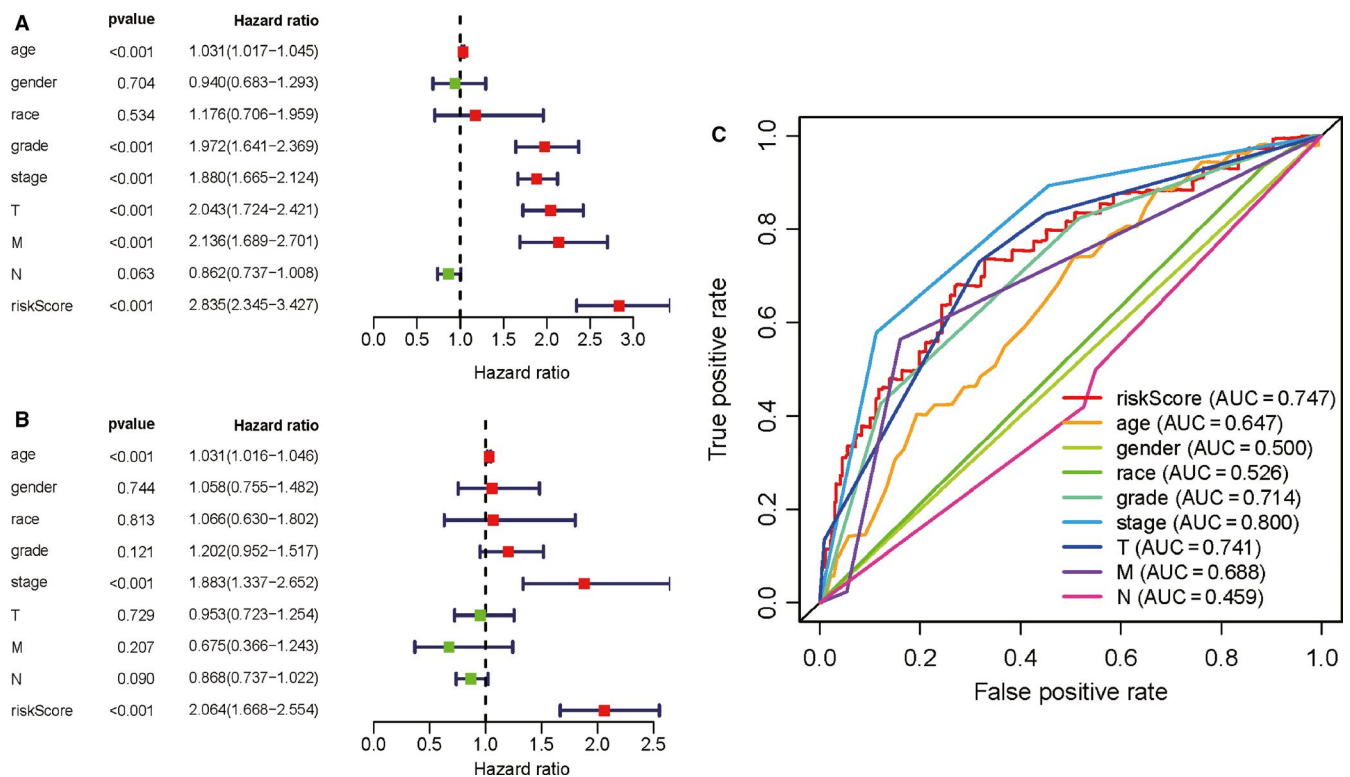 A
pvalue Hazard ratio
age <0.001 1.031(1.017−1.045)
gender 0.704 0.940(0.683−1.293)
race 0.534 1.176(0.706−1.959)
grade <0.001 1.972(1.641−2.369)
stage <0.001 1.880(1.665−2.124)
T <0.001 2.043(1.724−2.421)
M <0.001 2.136(1.689−2.701)
N 0.063 0.862(0.737−1.008)
riskScore <0.001 2.835(2.345−3.427)
0.0 0.5 1.0 1.5 2.0 2.5 3.0
Hazard ratio
B
pvalue Hazard ratio
age <0.001 1.031(1.016−1.046)
gender 0.744 1.058(0.755−1.482)
race 0.813 1.066(0.630−1.802)
grade 0.121 1.202(0.952−1.517)
stage <0.001 1.883(1.337−2.652)
T 0.729 0.953(0.723−1.254)
M 0.207 0.675(0.366−1.243)
N 0.090 0.868(0.737−1.022)
riskScore <0.001 2.064(1.668−2.554)
0.0 0.5 1.0 1.5 2.0 2.5
Hazard ratio
C
True positive rate
1.0
0.8
0.6
0.4
0.2
0.0
riskScore (AUC = 0.747)
age (AUC = 0.647)
gender (AUC = 0.500)
race (AUC = 0.526)
grade (AUC = 0.714)
stage (AUC = 0.800)
T (AUC = 0.741)
M (AUC = 0.688)
N (AUC = 0.459)
0.0 0.2 0.4 0.6 0.8 1.0
False positive rate